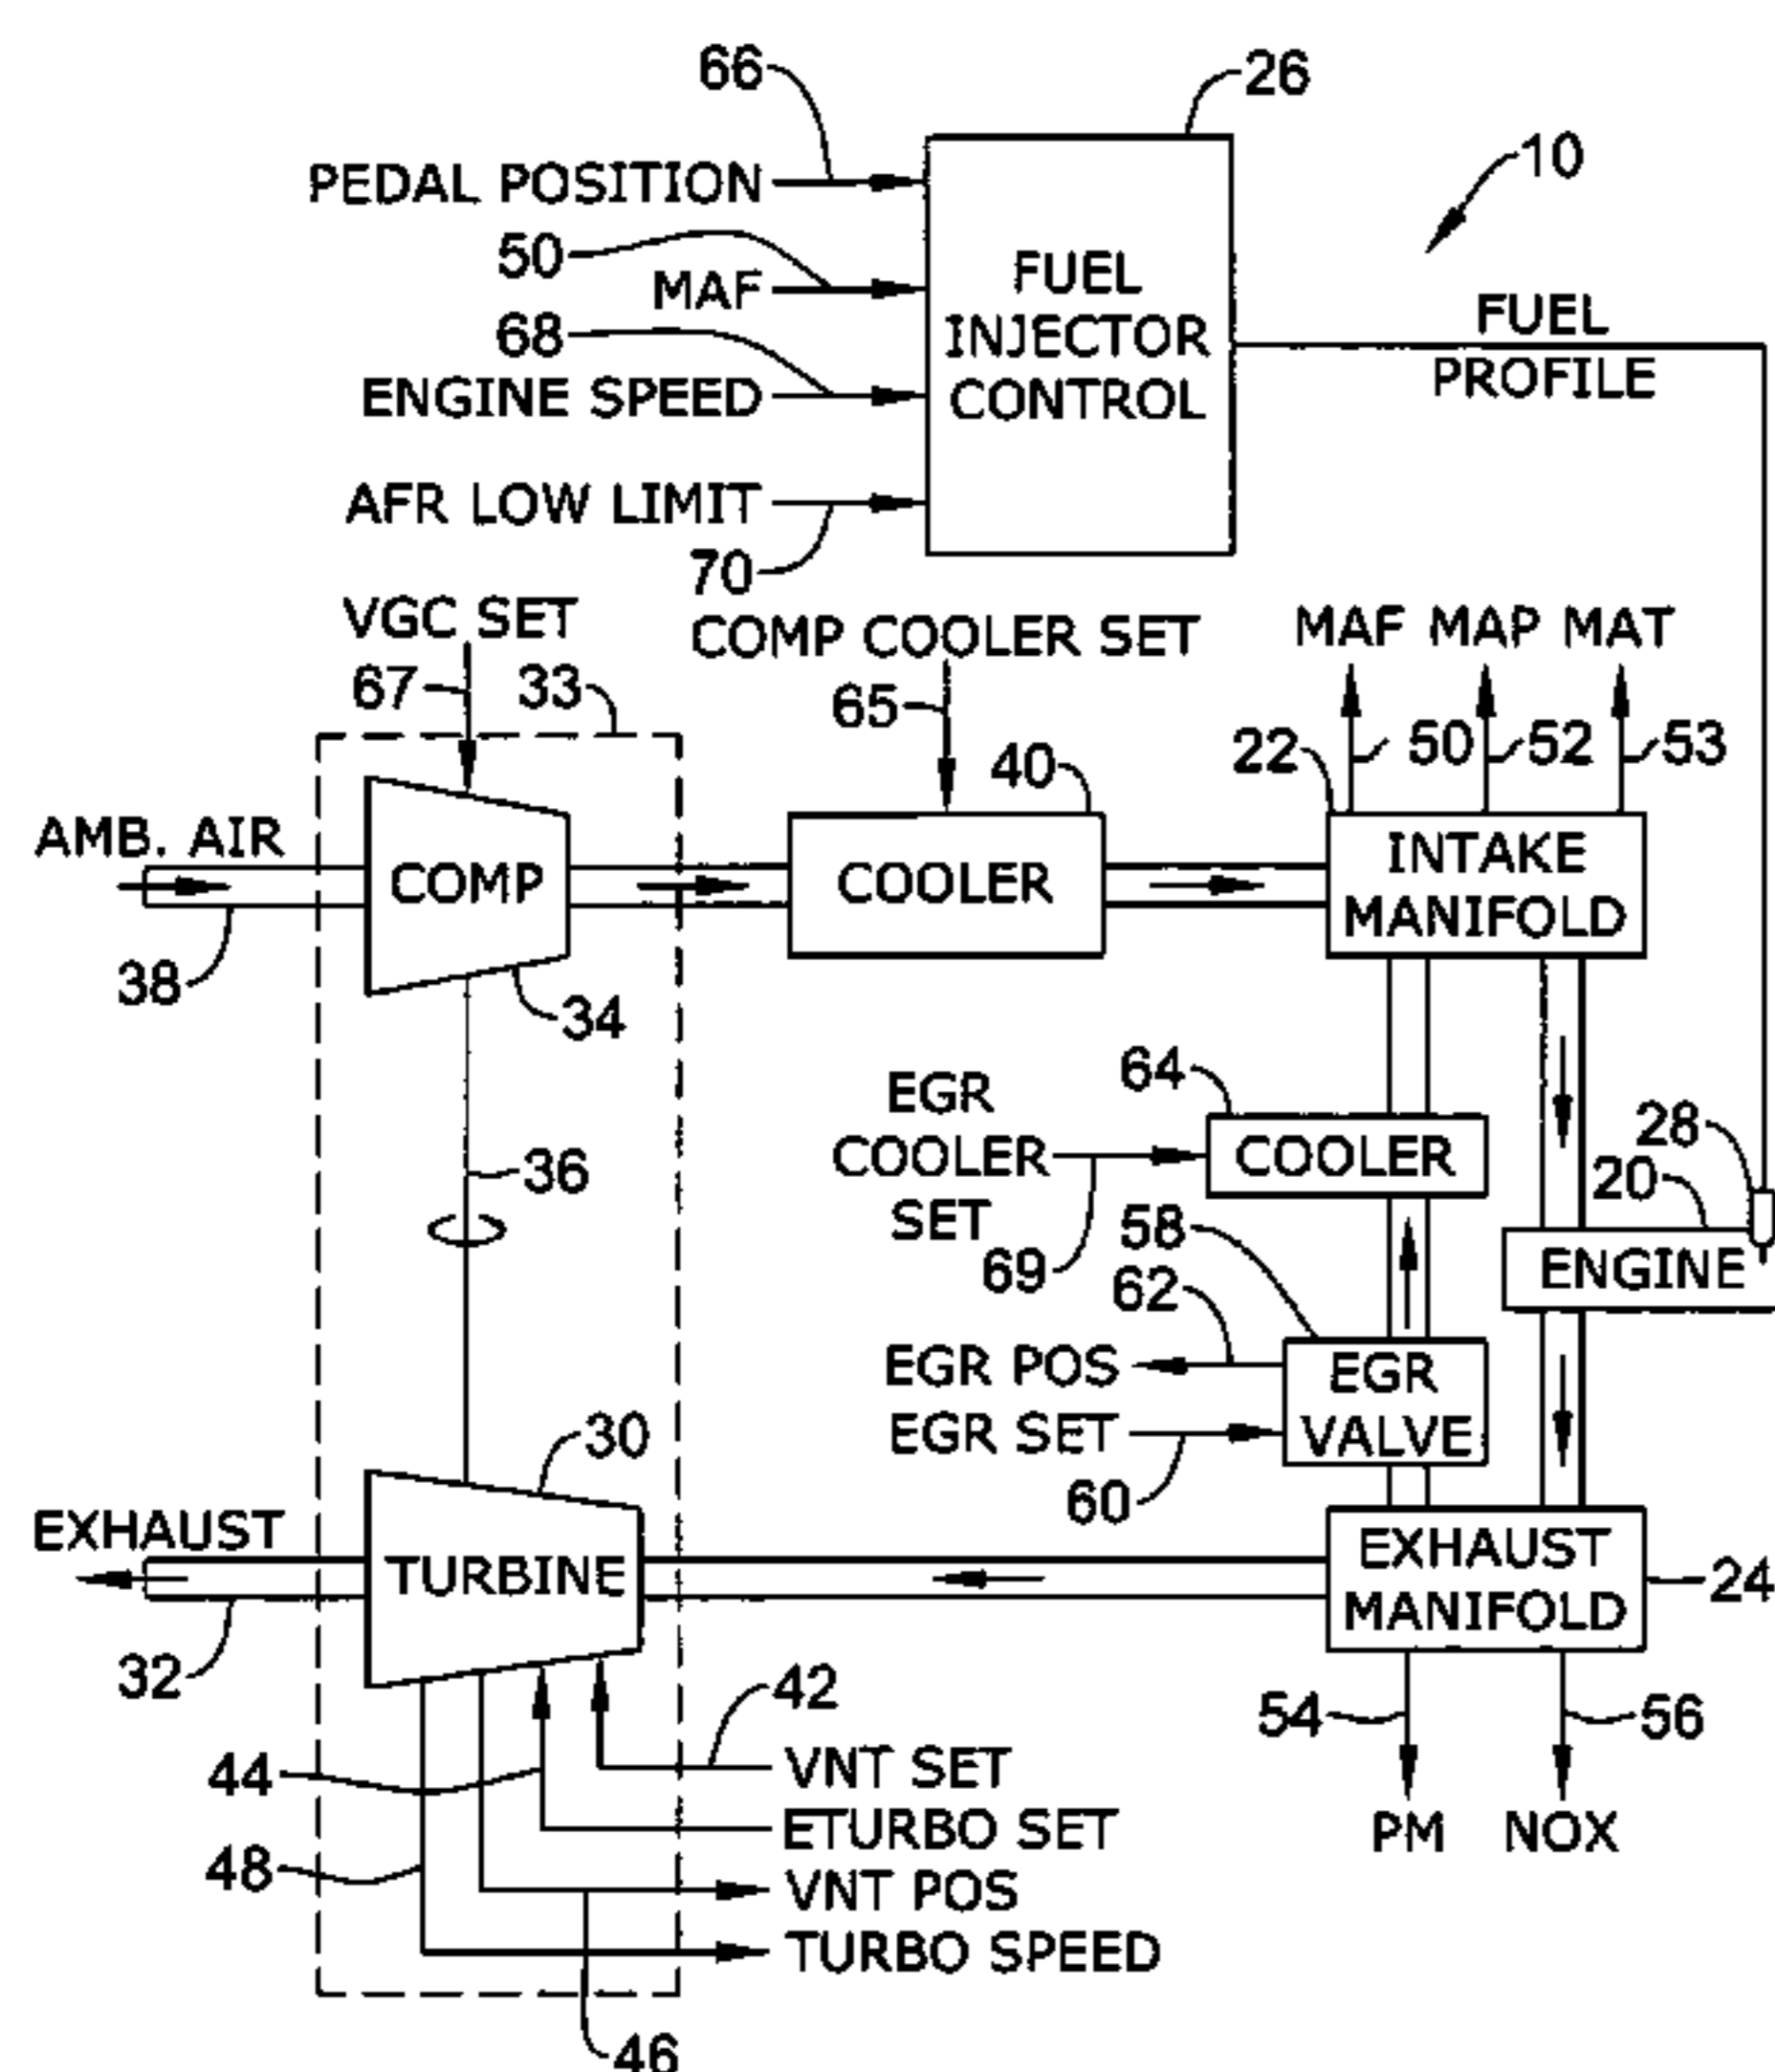 66
26
10
PEDAL POSITION
50
MAF
FUEL
INJECTOR
CONTROL
68
ENGINE SPEED
FUEL
PROFILE
AFR LOW LIMIT
70
VGC SET
COMP COOLER SET
MAF MAP MAT
67
33
65
40
22
50
52
53
AMB. AIR
COMP
COOLER
INTAKE
MANIFOLD
38
34
64
EGR
COOLER
SET
COOLER
28
20
36
69
58
62
ENGINE
EGR POS
EGR SET
EGR
VALVE
30
60
EXHAUST
TURBINE
EXHAUST
MANIFOLD
24
32
42
54
56
44
VNT SET
ETURBO SET
PM
NOX
48
VNT POS
TURBO SPEED
46